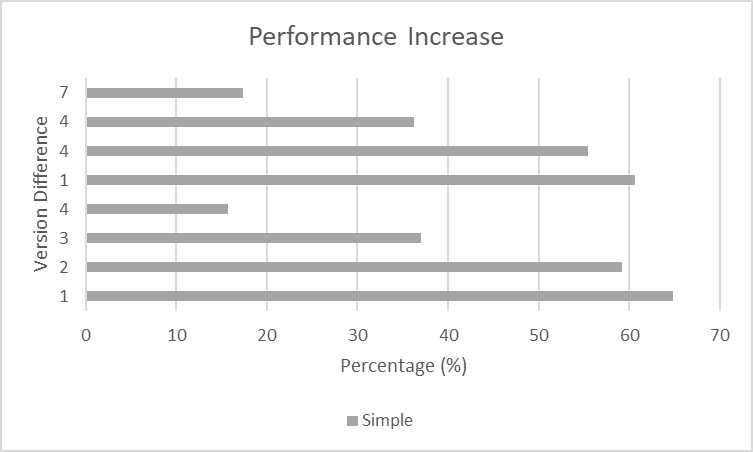 Performance Increase
Version Difference
7
4
4
1
4
3
2
1
0 10 20 30 40 50 60 70
Percentage (%)
Simple